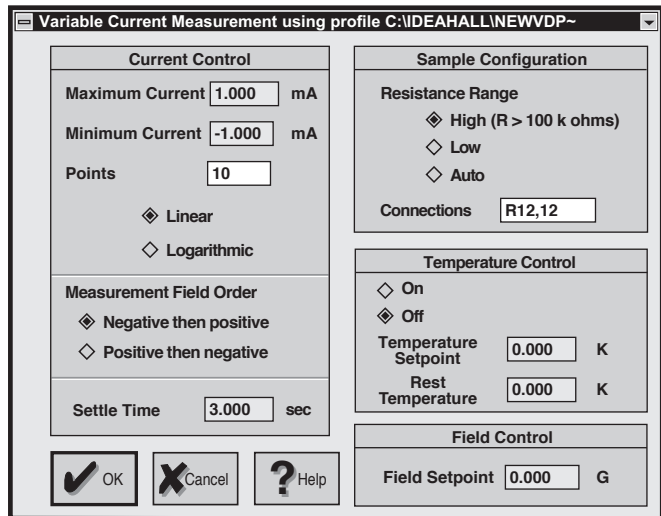 Variable Current Measurement using profile C:\IDEAHALL\NEWVDP~
Current Control
Maximum Current 1.000 mA
Minimum Current -1.000 mA
Points 10
Linear
Logarithmic
Measurement Field Order
Negative then positive
Positive then negative
Settle Time 3.000 sec
Sample Configuration
Resistance Range
High (R > 100 k ohms)
Low
Auto
Connections R12,12
Temperature Control
On
Off
Temperature
Setpoint 0.000 K
Rest
Temperature 0.000 K
Field Control
Field Setpoint 0.000 G
OK
Cancel
? Help